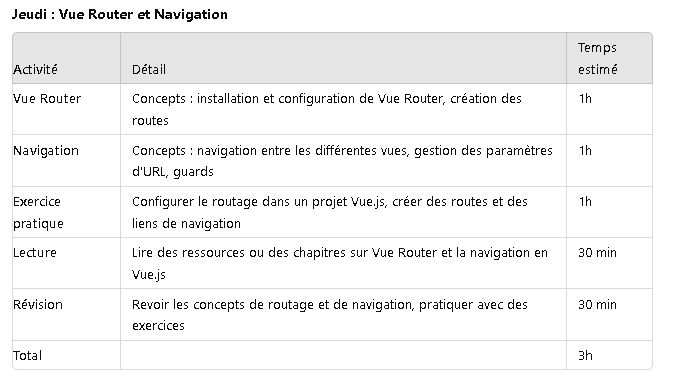 Jeudi : Vue Router et Navigation
Temps
Activité Détail estimé
Vue Router Concepts : installation et configuration de Vue Router, création des 1h
routes
Navigation Concepts : navigation entre les différentes vues, gestion des paramètres 1h
d'URL, guards
Exercice Configurer le routage dans un projet Vue.js, créer des routes et des 1h
pratique liens de navigation
Lecture Lire des ressources ou des chapitres sur Vue Router et la navigation en 30 min
Vue.js
Révision Revoir les concepts de routage et de navigation, pratiquer avec des 30 min
exercices
Total 3h